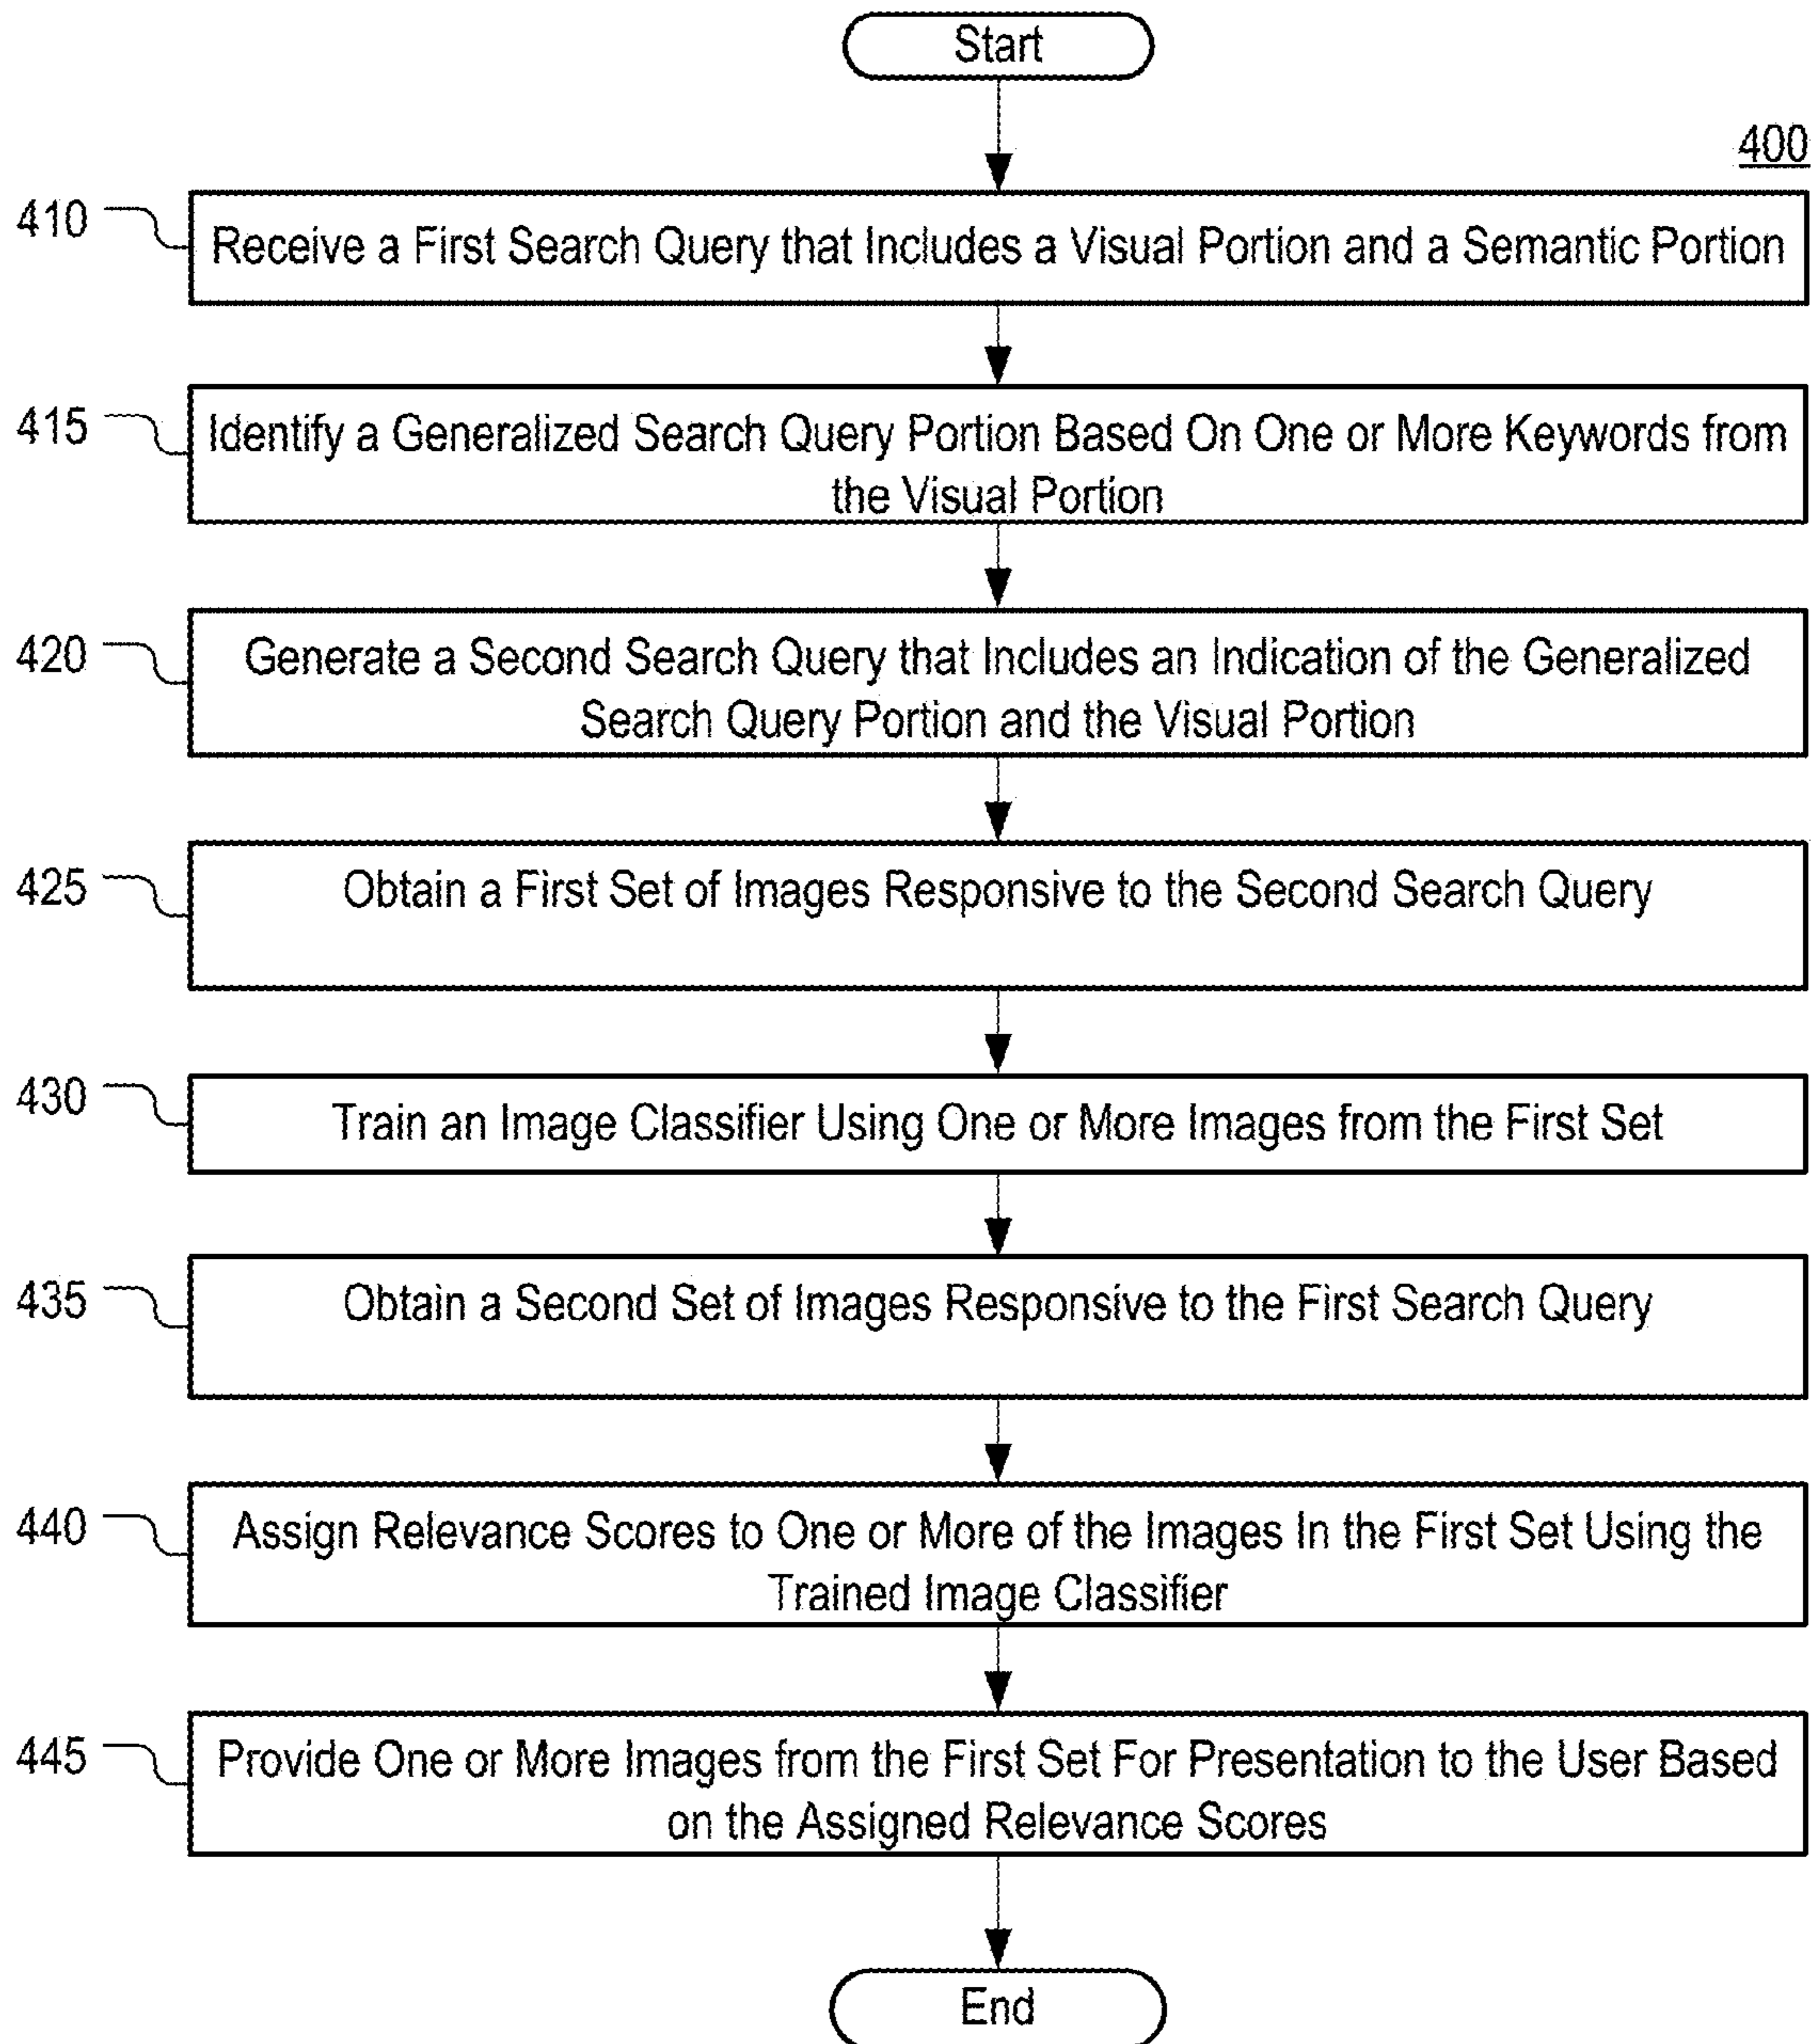 Start
400
410
Receive a First Search Query that Includes a Visual Portion and a Semantic Portion
415
Identify a Generalized Search Query Portion Based On One or More Keywords from
the Visual Portion
420
Generate a Second Search Query that Includes an Indication of the Generalized
Search Query Portion and the Visual Portion
425
Obtain a First Set of Images Responsive to the Second Search Query
430
Train an Image Classifier Using One or More Images from the First Set
435
Obtain a Second Set of Images Responsive to the First Search Query
440
Assign Relevance Scores to One or More of the Images In the First Set Using the
Trained Image Classifier
445
Provide One or More Images from the First Set For Presentation to the User Based
on the Assigned Relevance Scores
End